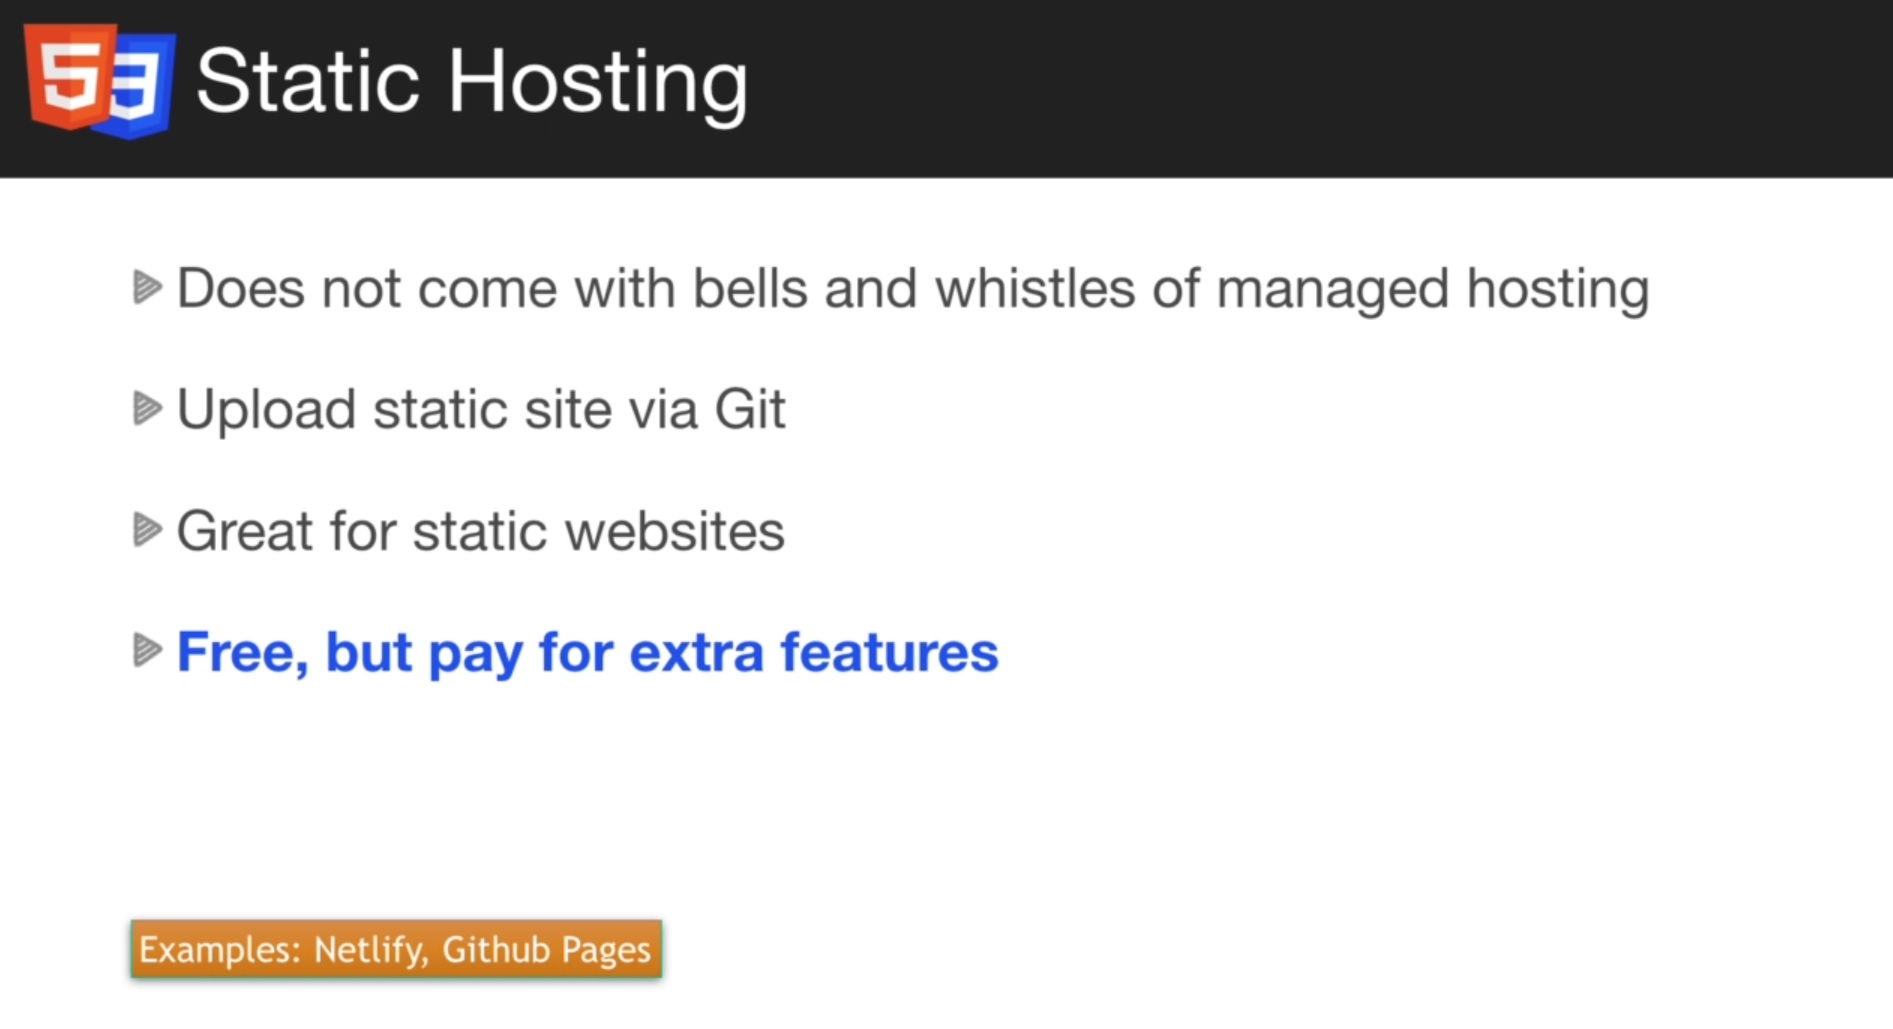 53 Static Hosting
Does not come with bells and whistles of managed hosting
Upload static site via Git
Great for static websites
Free, but pay for extra features
Examples: Netlify, Github Pages